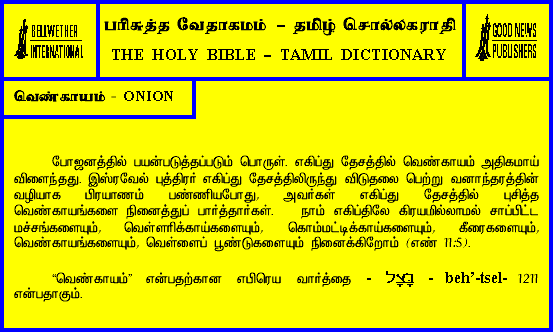 BELLWETHER
INTERNATIONAL
பரிசுத்த வேதாகமம் – தமிழ் சொல்லகராதி
THE HOLY BIBLE – TAMIL DICTIONARY
GOOD NEWS
PUBLISHERS
வெண்காயம் - ONION
போஜனத்தில் பயன்படுத்தப்படும் பொருள். எகிப்து தேசத்தில் வெண்காயம் அதிகமாய்
விளைந்தது. இஸ்ரவேல் புத்திரர் எகிப்து தேசத்திலிருந்து விடுதலை பெற்று வனாந்தரத்தின்
வழியாக பிரயாணம் பண்ணியபோது, அவர்கள் எகிப்து தேசத்தில் புசித்த
வெண்காயங்களை நினைத்துப் பார்த்தார்கள். நாம் எகிப்திலே கிரயமில்லாமல் சாப்பிட்ட
மச்சங்களையும், வெள்ளரிக்காய்களையும், கொம்மட்டிக்காய்களையும், கீரைகளையும்,
வெண்காயங்களையும், வெள்ளைப் பூண்டுகளையும் நினைக்கிறோம் (எண் 11:5).
“வெண்காயம்” என்பதற்கான எபிரெய வார்த்தை - בָּצָל - beh’-tsel- 1211
என்பதாகும்.